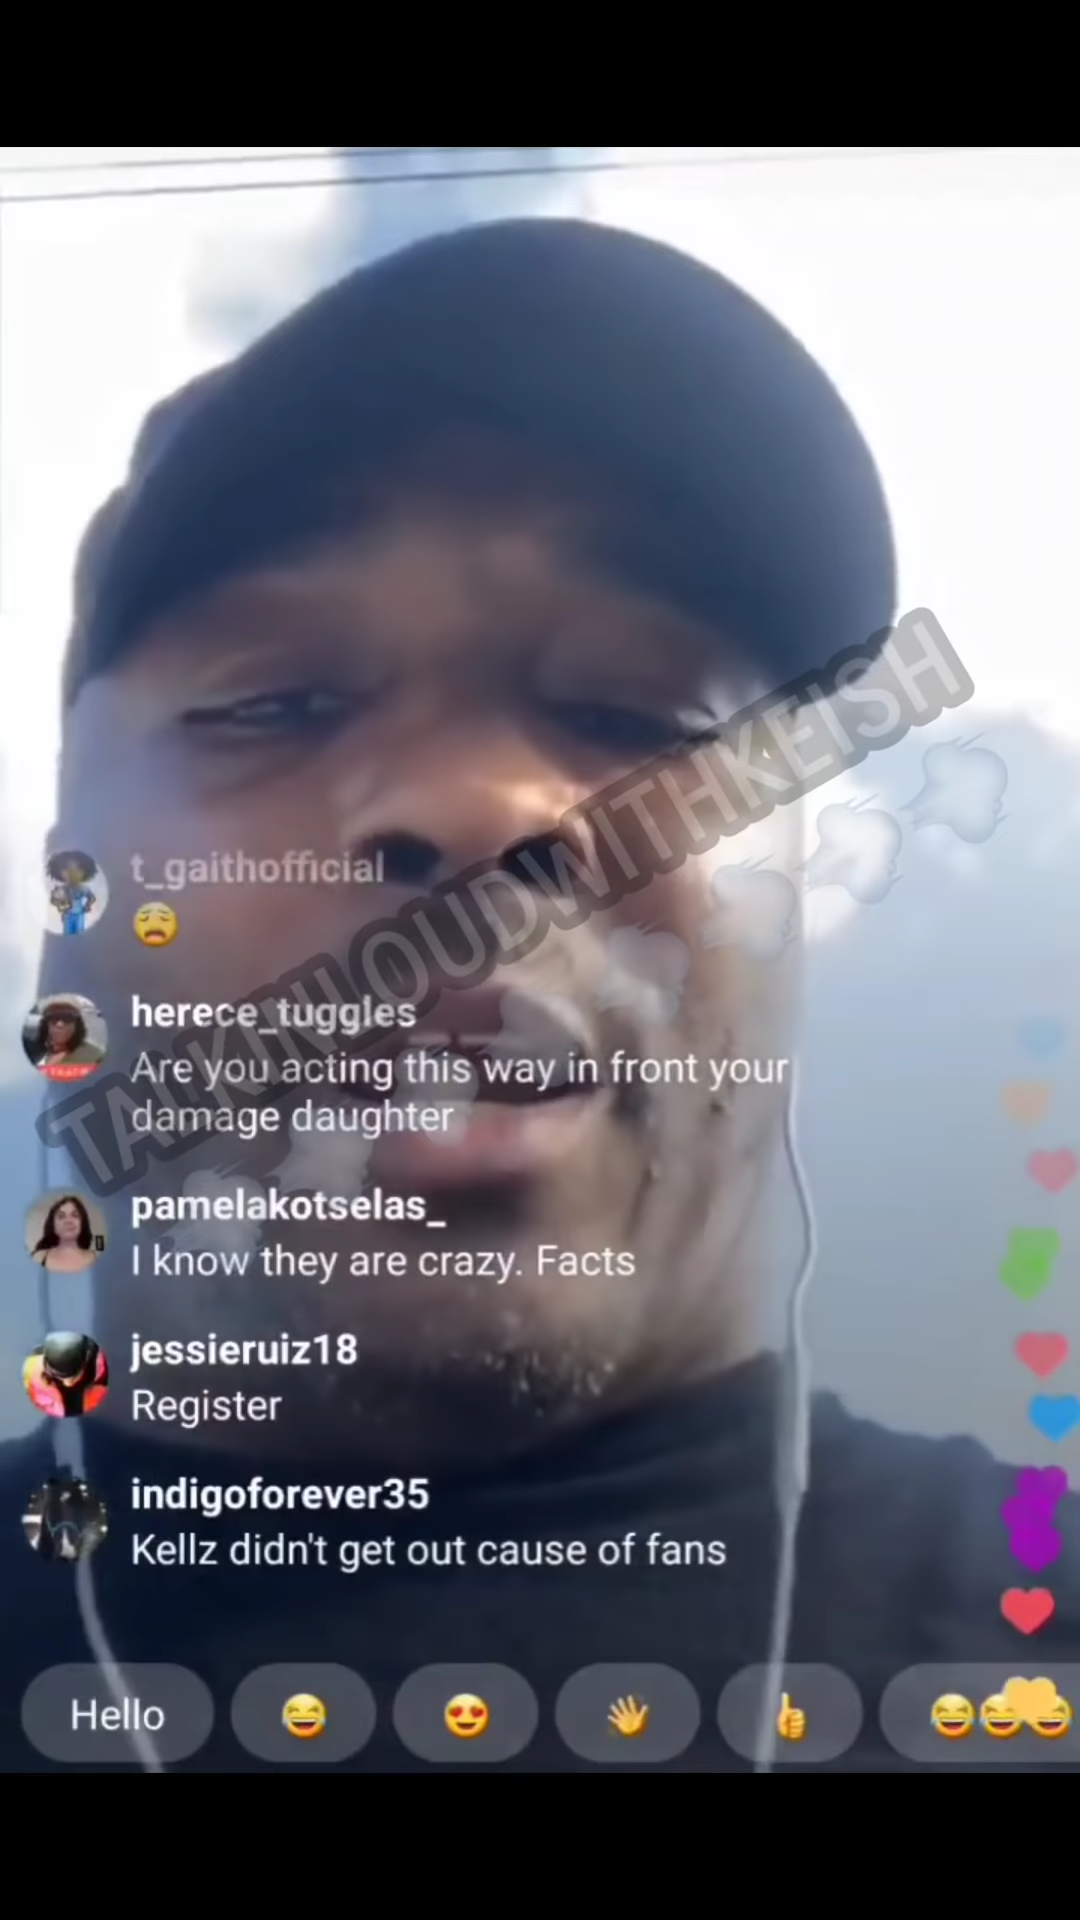 TALKINLOUDWITHKEISH
t_gaithofficial
😩
herece_tuggles
Are you acting this way in front your
damage daughter
pamelakotselas_
I know they are crazy. Facts
jessieruiz18
Register
indigoforever35
Kellz didn't get out cause of fans
Hello 😂 😍 👋 👍 😂😂😂